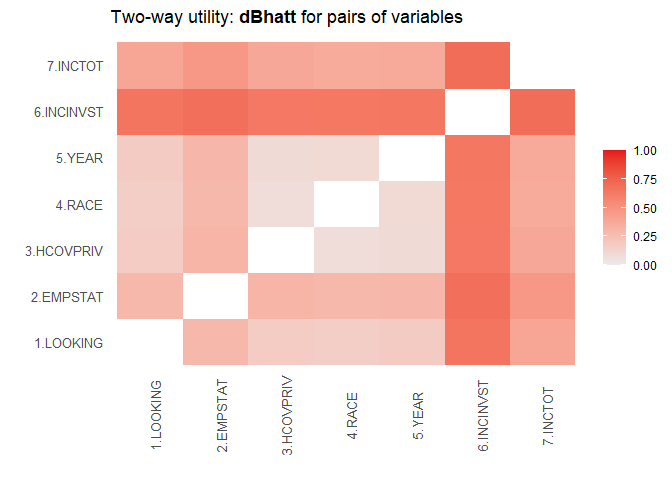 Two-way utility: dBhatt for pairs of variables
7.INCTOT
6.INCINVST
5.YEAR
4.RACE
3.HCOVPRIV
2.EMPSTAT
1.LOOKING
1.00
0.75
0.50
0.25
0.00
1.LOOKING
2.EMPSTAT
3.HCOVPRIV
4.RACE
5.YEAR
6.INCINVST
7.INCTOT